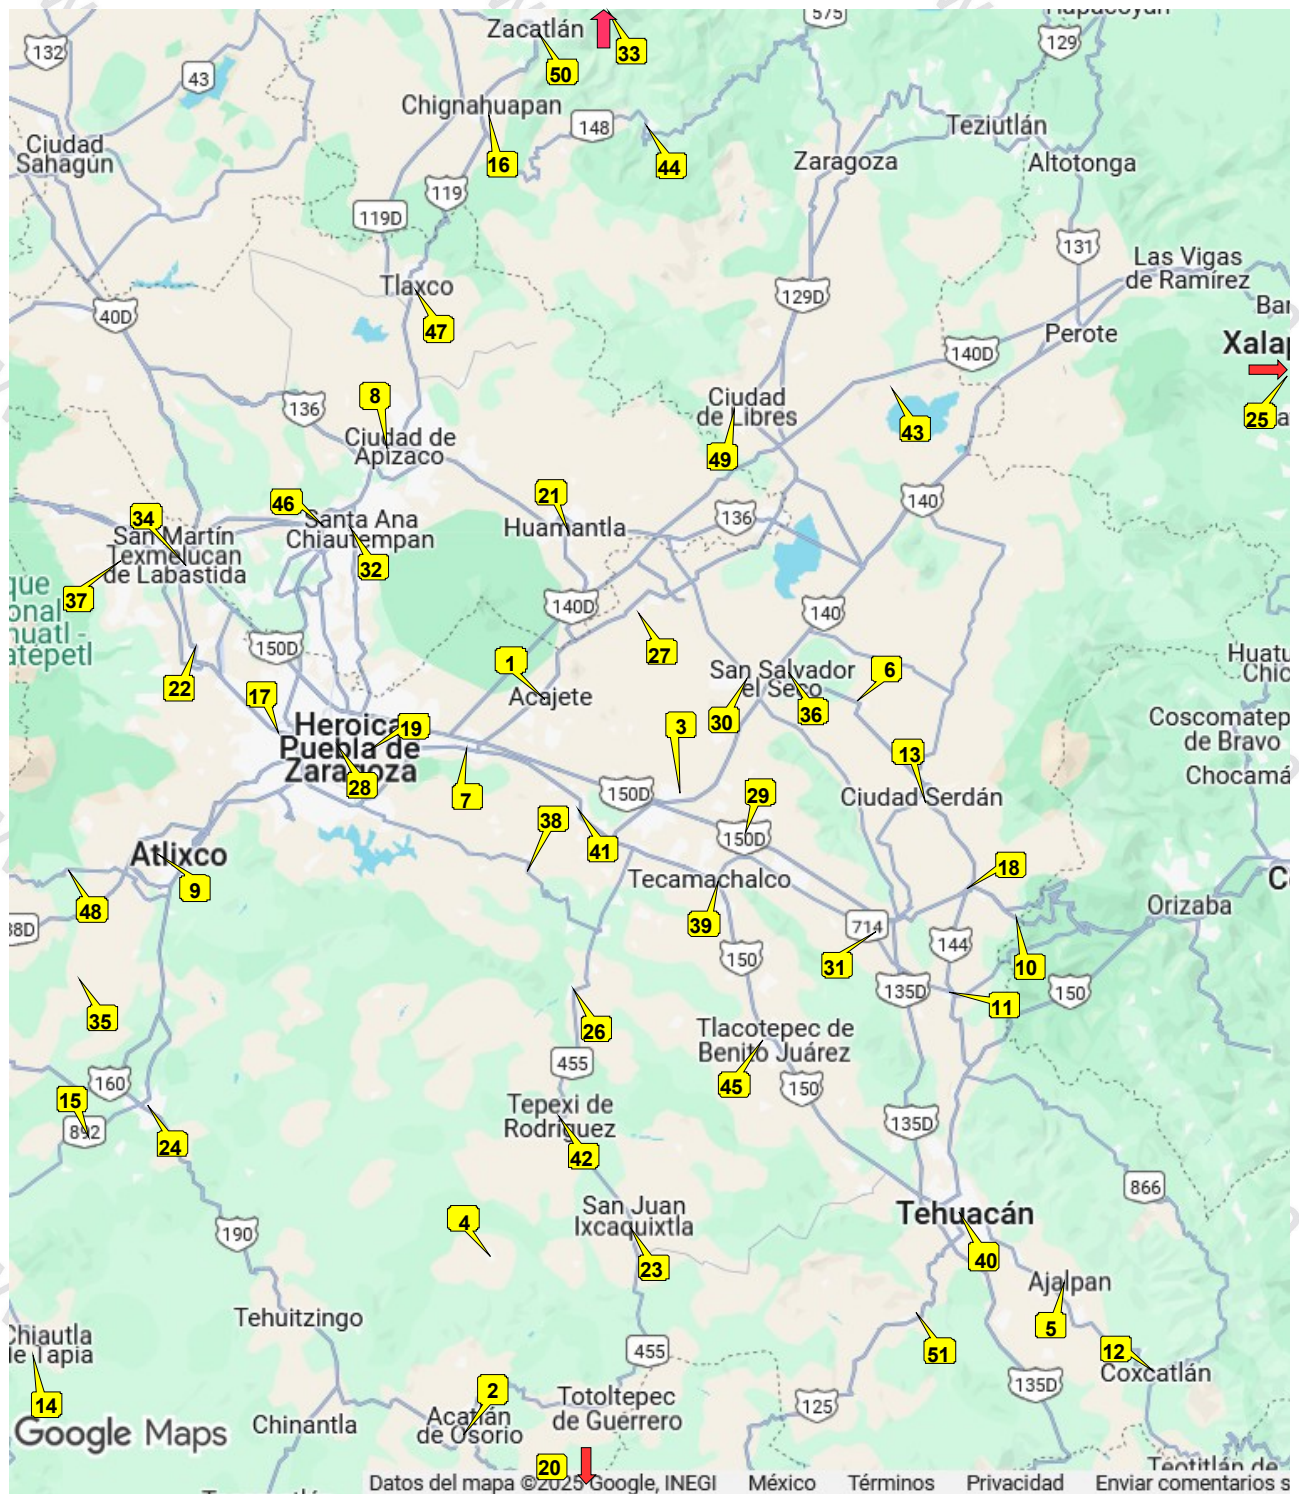 Zacatlán
33
575
132
129
50
43
Chignahuapan
148
Teziutlán
Ciudad
Sahagún
16
44
Zaragoza
Altotonga
119
119D
131
Las Vigas
de Ramírez
Tlaxco
129D
40D
47
Perote
140D
8
Ciudad
de Libres
136
43
25
49
Ciudad de
Apizaco
21
46
34
140
136
Santa Ana
Chiautempan
Huamantla
San Martín
Texmelucan
de Labastida
32
37
140D
140
150D
27
1
San Salvador
el Seco
6
22
Acajete
17
30
36
Heroica
Puebla de
Zaragoza
19
3
Coscomatep
de Bravo
13
28
7
150D
29
Ciudad Serdán
38
150D
41
Atlixco
9
18
Tecamachalco
48
39
714
Orizaba
144
31
150
10
135D
150
11
35
26
Tlacotepec de
Benito Juárez
455
45
160
150
15
Tepexi de
Rodríguez
892
24
135D
42
866
4
San Juan
Ixcaquixtla
Tehuacán
190
23
40
Ajalpan
Tehuitzingo
5
Chiautla
de Tapia
455
51
12
Coxcatlán
135D
14
2
Totoltepec
de Guerrero
125
Google Maps
Chinantla
Acatlán
de Osorio
20
Datos del mapa ©2025 Google, INEGI México Términos Privacidad Enviar comentarios s